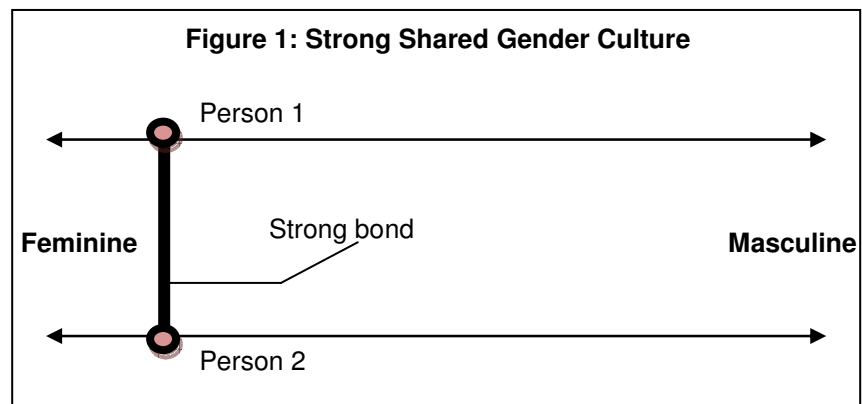 Figure 1: Strong Shared Gender Culture
Person 1
Strong bond
Feminine
Masculine
Person 2